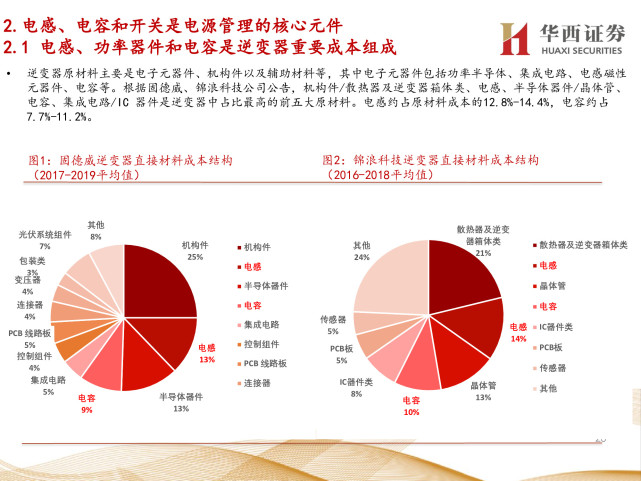 2.电感、电容和开关是电源管理的核心元件
2.1 电感、功率器件和电容是逆变器重要成本组成
华西证券
HUAXI SECURITIES
• 逆变器原材料主要是电子元器件、机构件以及辅助材料等，其中电子元器件包括功率半导体、集成电路、电感磁性
元器件、电容等。根据固德威、锦浪科技公司公告，机构件/散热器及逆变器箱体类、电感、半导体器件/晶体管、
电容、集成电路/IC 器件是逆变器中占比最高的前五大原材料。电感约占原材料成本的12.8%-14.4%，电容约占
7.7%-11.2%。
图1：固德威逆变器直接材料成本结构
（2017-2019平均值）
其他
8%
光伏系统组件
7%
包装类
3%
变压器
4%
连接器
4%
PCB 线路板
5%
控制组件
4%
集成电路
5%
电容
9%
半导体器件
13%
电感
13%
机构件
25%
机构件
电感
半导体器件
电容
集成电路
控制组件
PCB 线路板
连接器
图2：锦浪科技逆变器直接材料成本结构
（2016-2018平均值）
其他
24%
传感器
5%
PCB板
5%
IC器件类
8%
电容
10%
晶体管
13%
电感
14%
散热器及逆变
器箱体类
21%
散热器及逆变器箱体类
电感
晶体管
电容
IC器件类
PCB板
传感器
其他